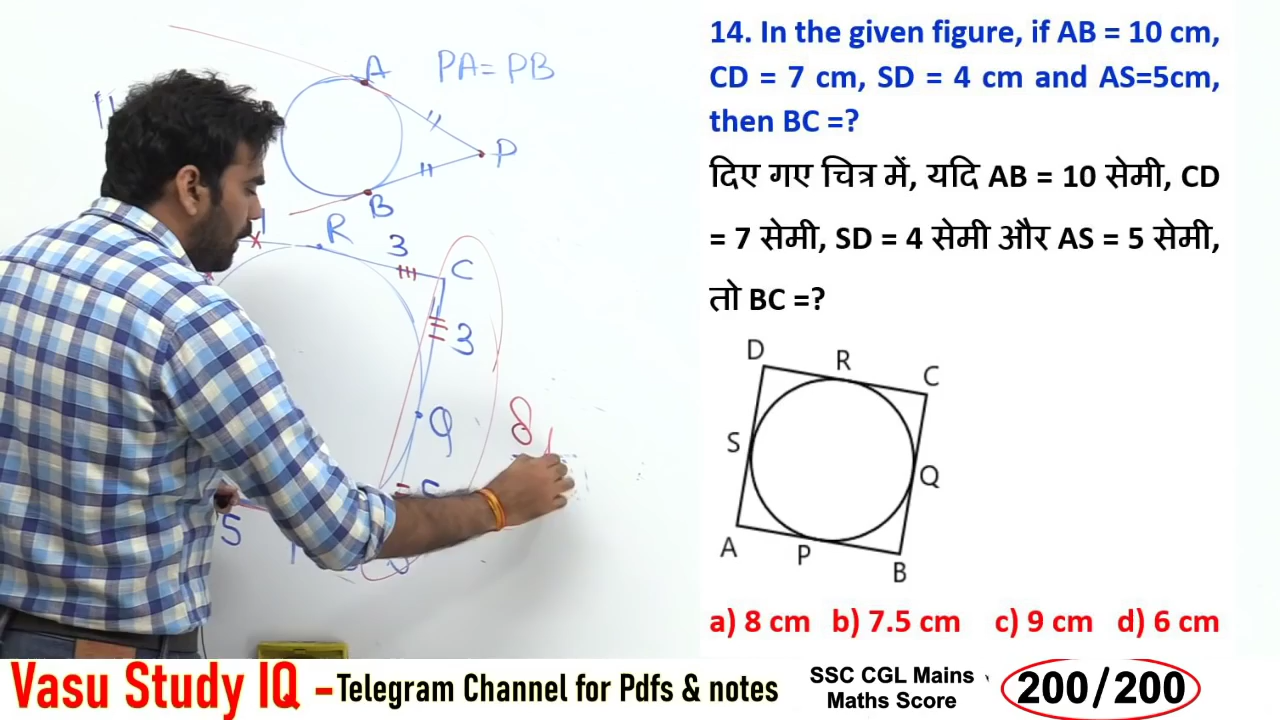 A PA = PB
P
B
R
3
C
3
Q
8
5
14. In the given figure, if AB = 10 cm,
CD = 7 cm, SD = 4 cm and AS=5cm,
then BC =?
दिए गए चित्र में, यदि AB = 10 सेमी, CD
= 7 सेमी, SD = 4 सेमी और AS = 5 सेमी,
तो BC =?
D
R
C
S
Q
A
P
B
a) 8 cm b) 7.5 cm c) 9 cm d) 6 cm
Vasu Study IQ - Telegram Channel for Pdfs & notes
SSC CGL Mains
Maths Score
200/200